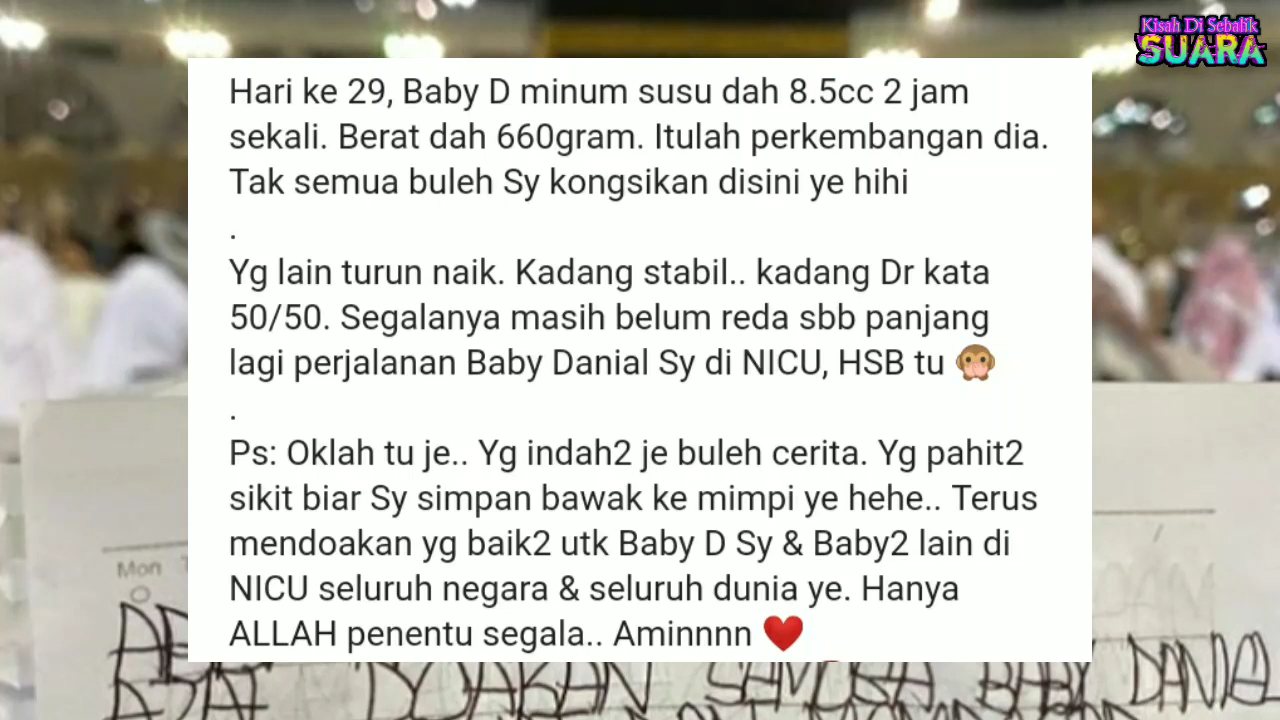 Kisah Di Sebalik
SUARA
Hari ke 29, Baby D minum susu dah 8.5cc 2 jam
sekali. Berat dah 660gram. Itulah perkembangan dia.
Tak semua buleh Sy kongsikan disini ye hihi
.
Yg lain turun naik. Kadang stabil.. kadang Dr kata
50/50. Segalanya masih belum reda sbb panjang
lagi perjalanan Baby Danial Sy di NICU, HSB tu 🙊
.
Ps: Oklah tu je.. Yg indah2 je buleh cerita. Yg pahit2
sikit biar Sy simpan bawak ke mimpi ye hehe.. Terus
mendoakan yg baik2 utk Baby D Sy & Baby2 lain di
NICU seluruh negara & seluruh dunia ye. Hanya
ALLAH penentu segala.. Aminnnn ❤️
Mon
DOAKAN SEMOGA BABY DANIAL